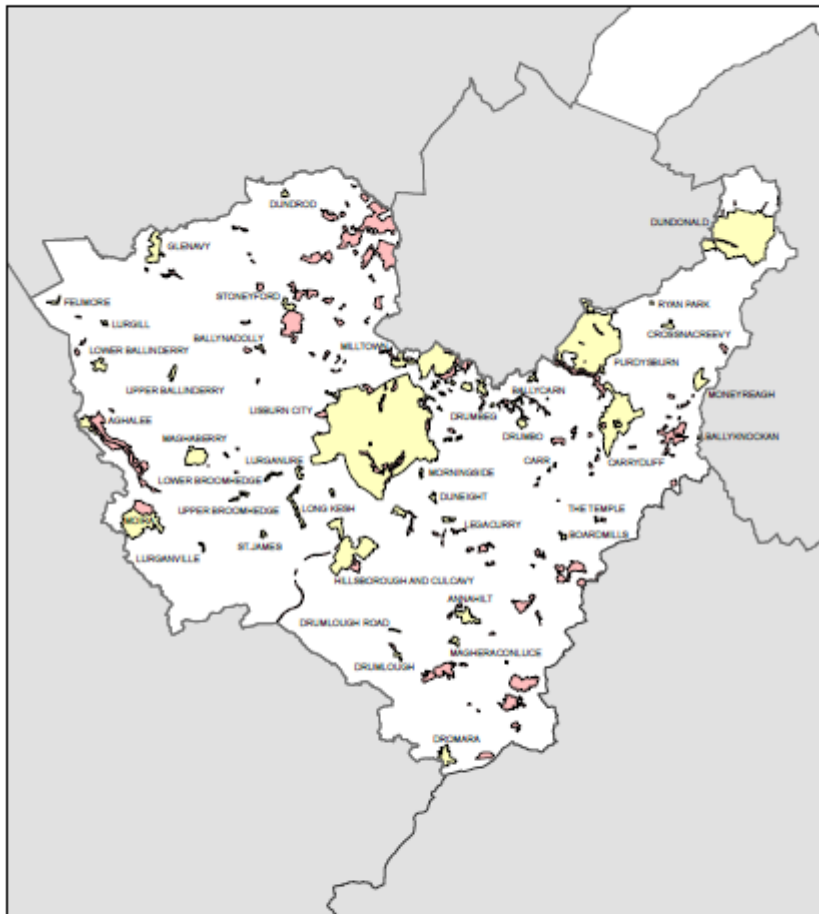 DUNDROD
DUNDONALD
GLENAVY
STONEYFORD
FEUMORE
RYAN PARK
LURGILL
CROSSNACREEVY
BALLYNADOLLY
MILLTOWN
LOWER BALLINDERRY
PURDYSBURN
UPPER BALLINDERRY
BALLYCARN
MONEYREAGH
LISBURN CITY
DRUMBEG
AGHALEE
DRUMBO
BALLYKNOCKAN
MAGHABERRY
LURGANURE
CARR
CARRYDUFF
MORNINGSIDE
LOWER BROOMHEDGE
DUNEIGHT
UPPER BROOMHEDGE
LONG KESH
THE TEMPLE
MOIRA
LEGACURRY
BOARDMILLS
ST.JAMES
LURGANVILLE
HILLSBOROUGH AND CULCAVY
ANNAHILT
DRUMLOUGH ROAD
MAGHERACONLUCE
DRUMLOUGH
DROMARA